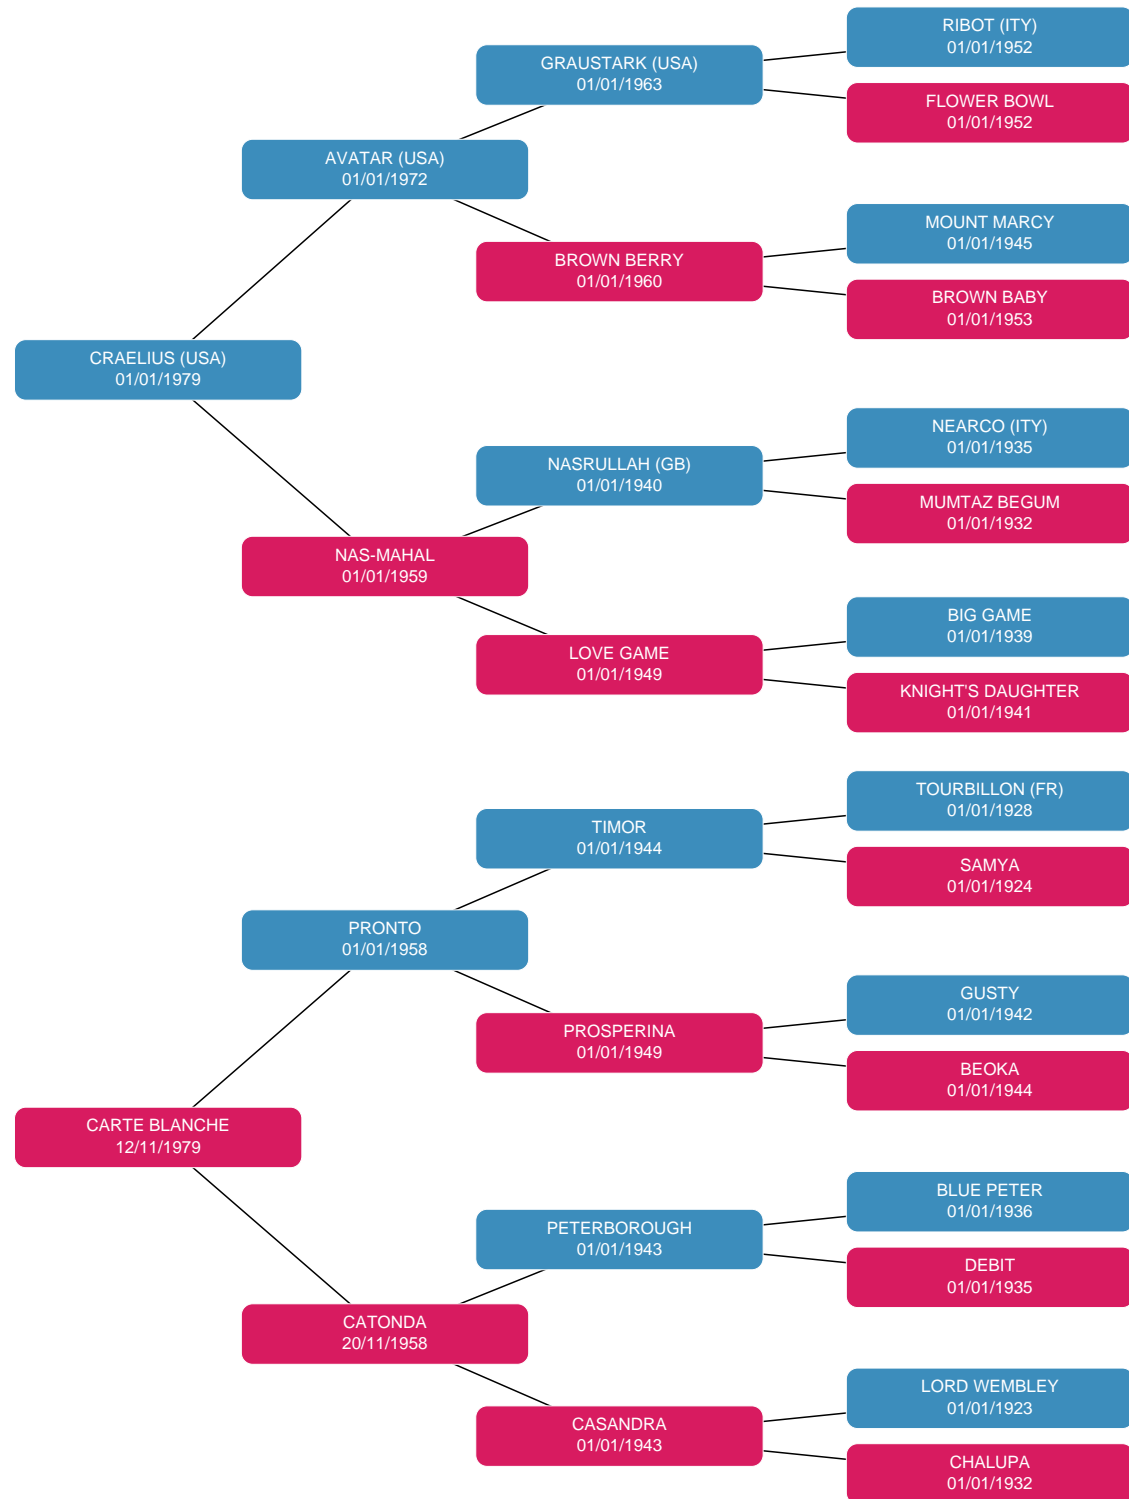 RIBOT (ITY)
01/01/1952
GRAUSTARK (USA)
01/01/1963
FLOWER BOWL
01/01/1952
AVATAR (USA)
01/01/1972
MOUNT MARCY
01/01/1945
BROWN BERRY
01/01/1960
BROWN BABY
01/01/1953
CRAELIUS (USA)
01/01/1979
NEARCO (ITY)
01/01/1935
NASRULLAH (GB)
01/01/1940
MUMTAZ BEGUM
01/01/1932
NAS-MAHAL
01/01/1959
BIG GAME
01/01/1939
LOVE GAME
01/01/1949
KNIGHT'S DAUGHTER
01/01/1941
TOURBILLON (FR)
01/01/1928
TIMOR
01/01/1944
SAMYA
01/01/1924
PRONTO
01/01/1958
GUSTY
01/01/1942
PROSPERINA
01/01/1949
BEOKA
01/01/1944
CARTE BLANCHE
12/11/1979
BLUE PETER
01/01/1936
PETERBOROUGH
01/01/1943
DEBIT
01/01/1935
CATONDA
20/11/1958
LORD WEMBLEY
01/01/1923
CASANDRA
01/01/1943
CHALUPA
01/01/1932